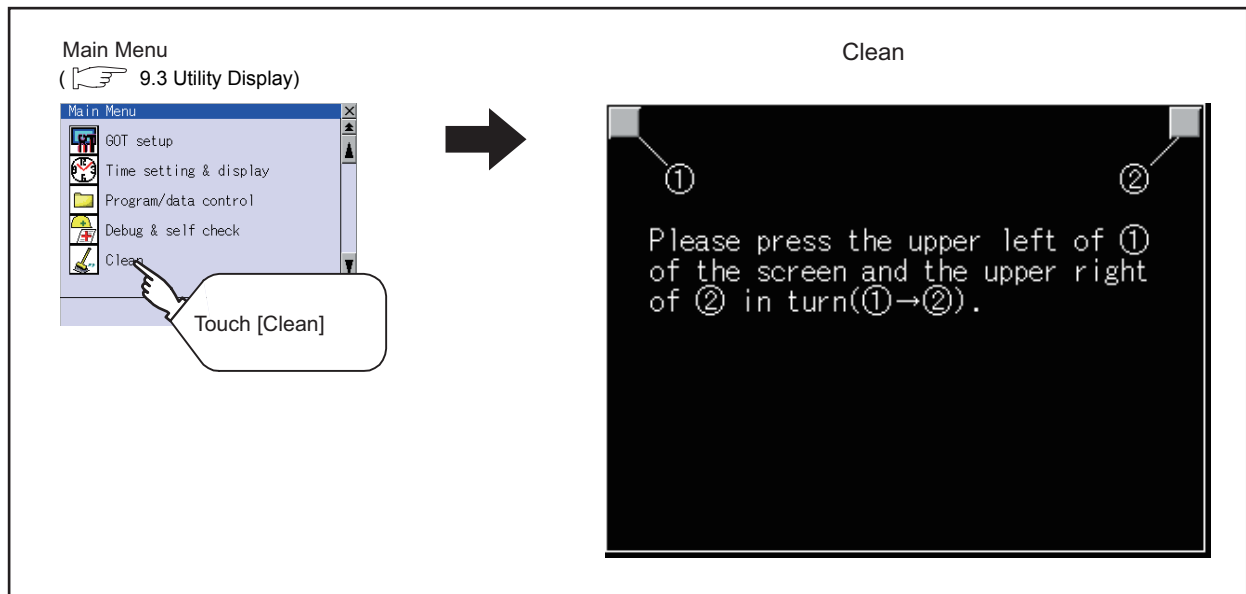 Main Menu
( 9.3 Utility Display)
Main Menu
GOT setup
Time setting & display
Program/data control
Debug & self check
Clean
Touch [Clean]
Clean
①
②
Please press the upper left of ①
of the screen and the upper right
of ② in turn(①→②).